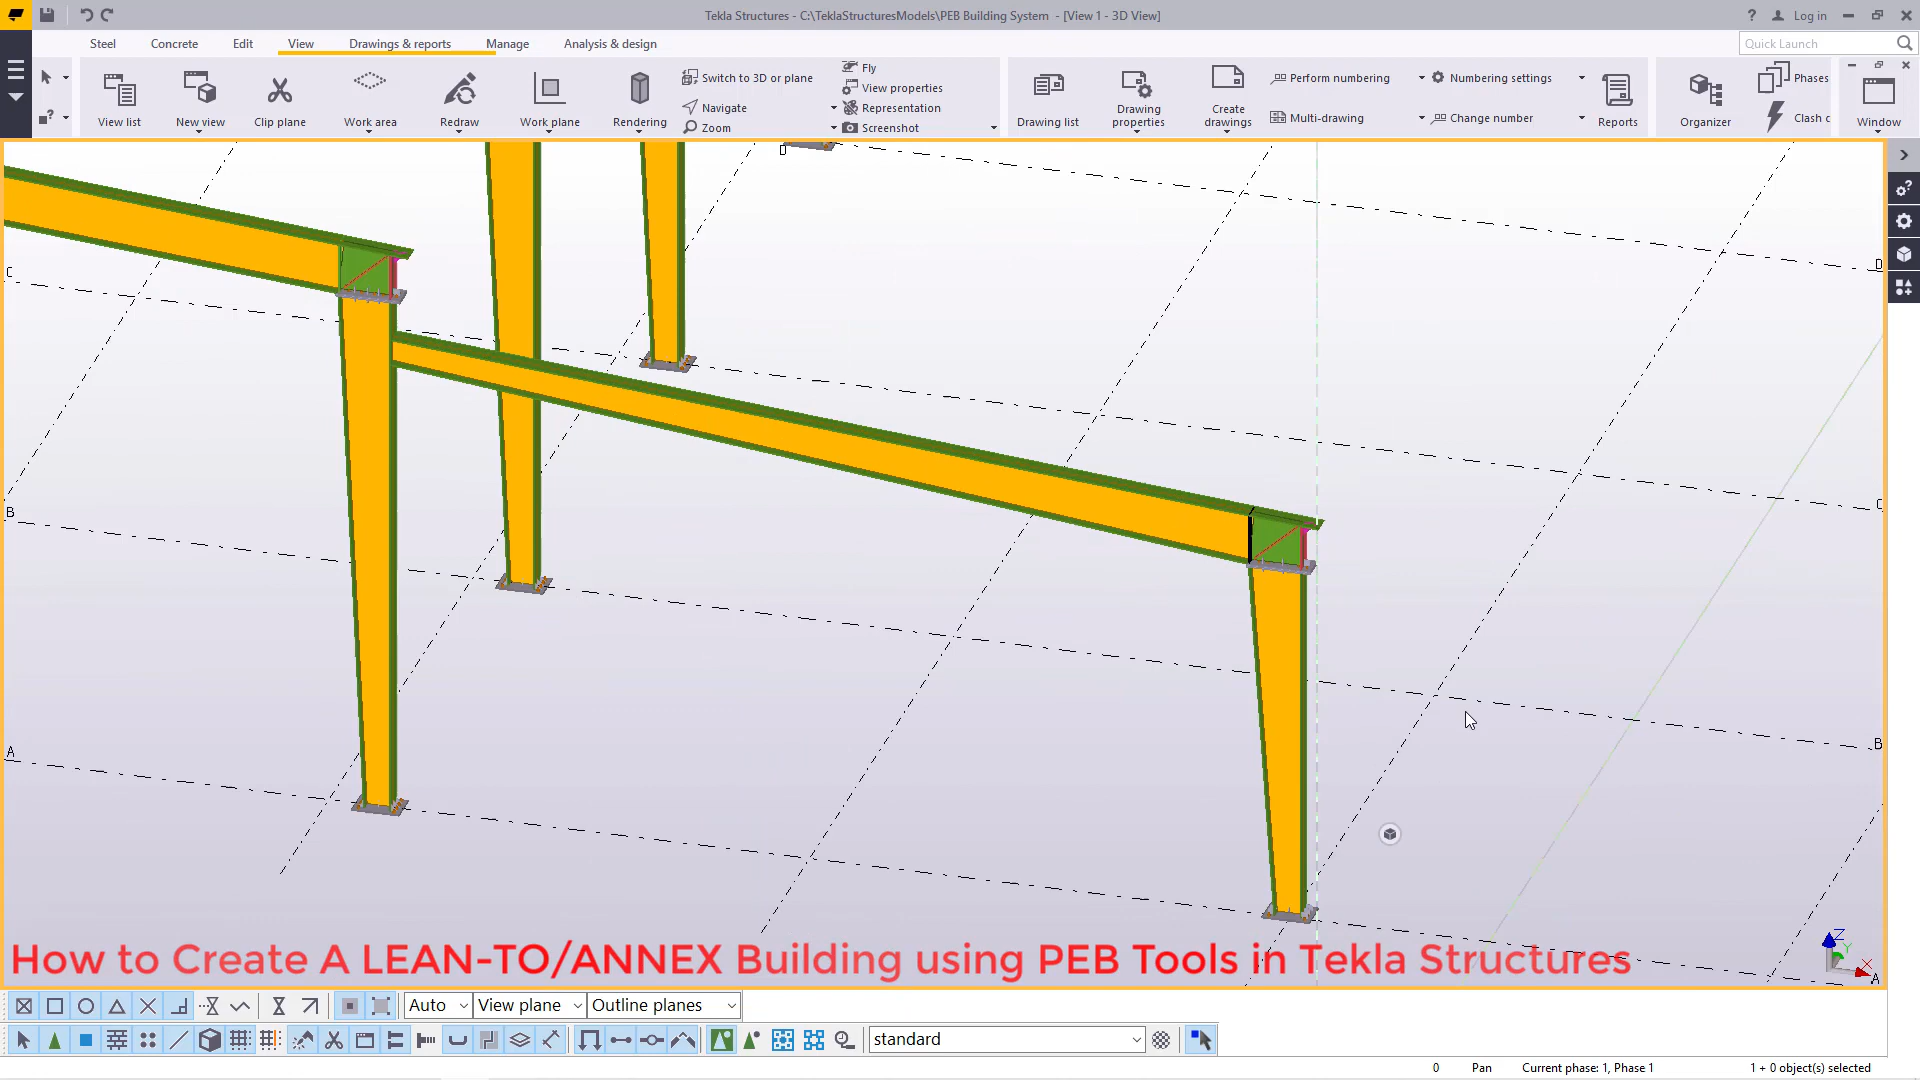 Tekla Structures - C:\TeklaStructuresModels\PEB Building System - [View 1 - 3D View]
? Log in
Steel Concrete Edit View Drawings & reports Manage Analysis & design
Quick Launch
View list
New view
Clip plane
Work area
Redraw
Work plane
Rendering
Switch to 3D or plane
Navigate
Zoom
Fly
View properties
Representation
Screenshot
Drawing list
Drawing
properties
Create
drawings
Perform numbering
Multi-drawing
Numbering settings
Change number
Reports
Organizer
Phases
Clash c
Window
D
D
C
C
B
B
A
A
Z
Y
X
How to Create A LEAN-TO/ANNEX Building using PEB Tools in Tekla Structures
Auto View plane Outline planes
standard
0 Pan Current phase: 1, Phase 1 1 + 0 object(s) selected